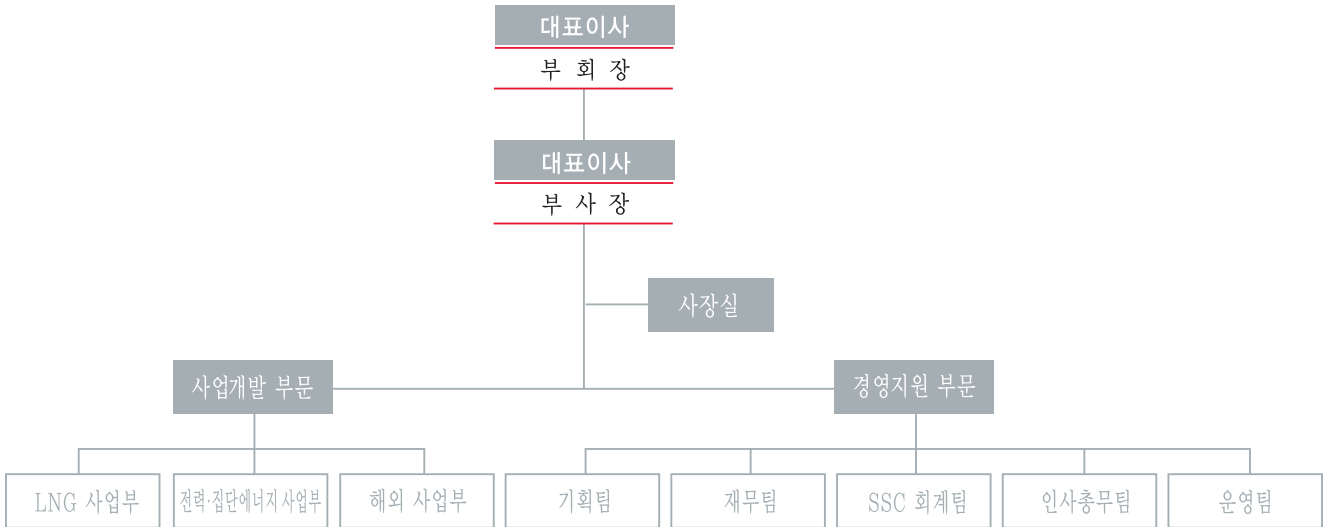 대표이사
부 회 장
대표이사
부 사 장
사장실
사업개발 부문
경영지원 부문
LNG 사업부
전력·집단에너지 사업부
해외 사업부
기획팀
재무팀
SSC 회계팀
인사총무팀
운영팀